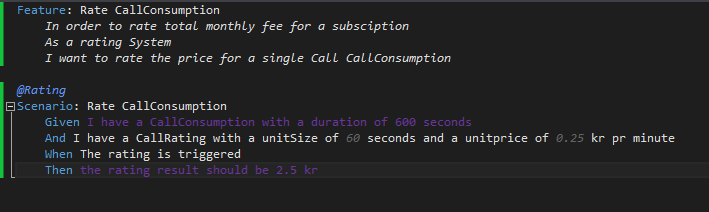 Feature: Rate CallConsumption
In order to rate total monthly fee for a subsciption
As a rating System
I want to rate the price for a single Call CallConsumption
@Rating
Scenario: Rate CallConsumption
Given I have a CallConsumption with a duration of 600 seconds
And I have a CallRating with a unitSize of 60 seconds and a unitprice of 0.25 kr pr minute
When The rating is triggered
Then the rating result should be 2.5 kr